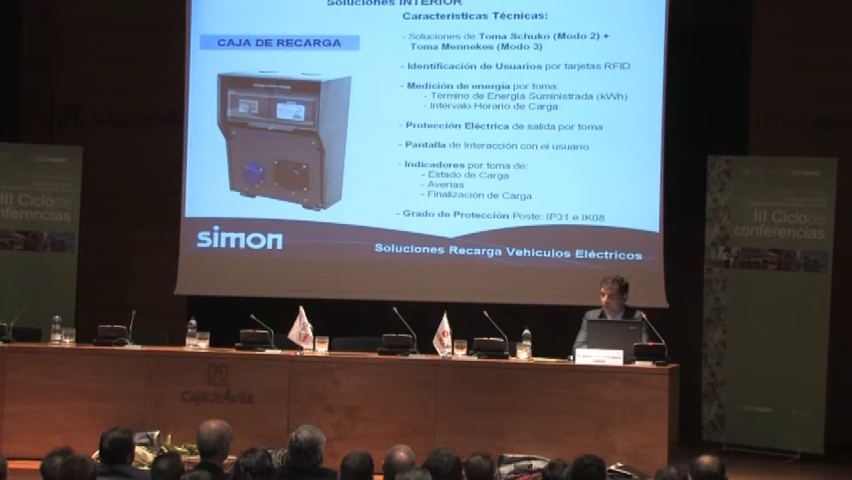 Soluciones INTERIOR
Características Técnicas:
CAJA DE RECARGA
- Soluciones de Toma Schuko (Modo 2) +
Toma Mennekes (Modo 3)
- Identificación de Usuarios por tarjetas RFID
- Medición de energía por toma:
- Término de Energía Suministrada (kWh)
- Intervalo Horario de Carga
- Protección Eléctrica de salida por toma
- Pantalla de Interacción con el usuario
- Indicadores por toma de:
- Estado de Carga
- Averías
- Finalización de Carga
- Grado de Protección Poste: IP31 e IK08
simon
Soluciones Recarga Vehículos Eléctricos
III Ciclo de
conferencias
III Ciclo de
conferencias
Caja de Ávila